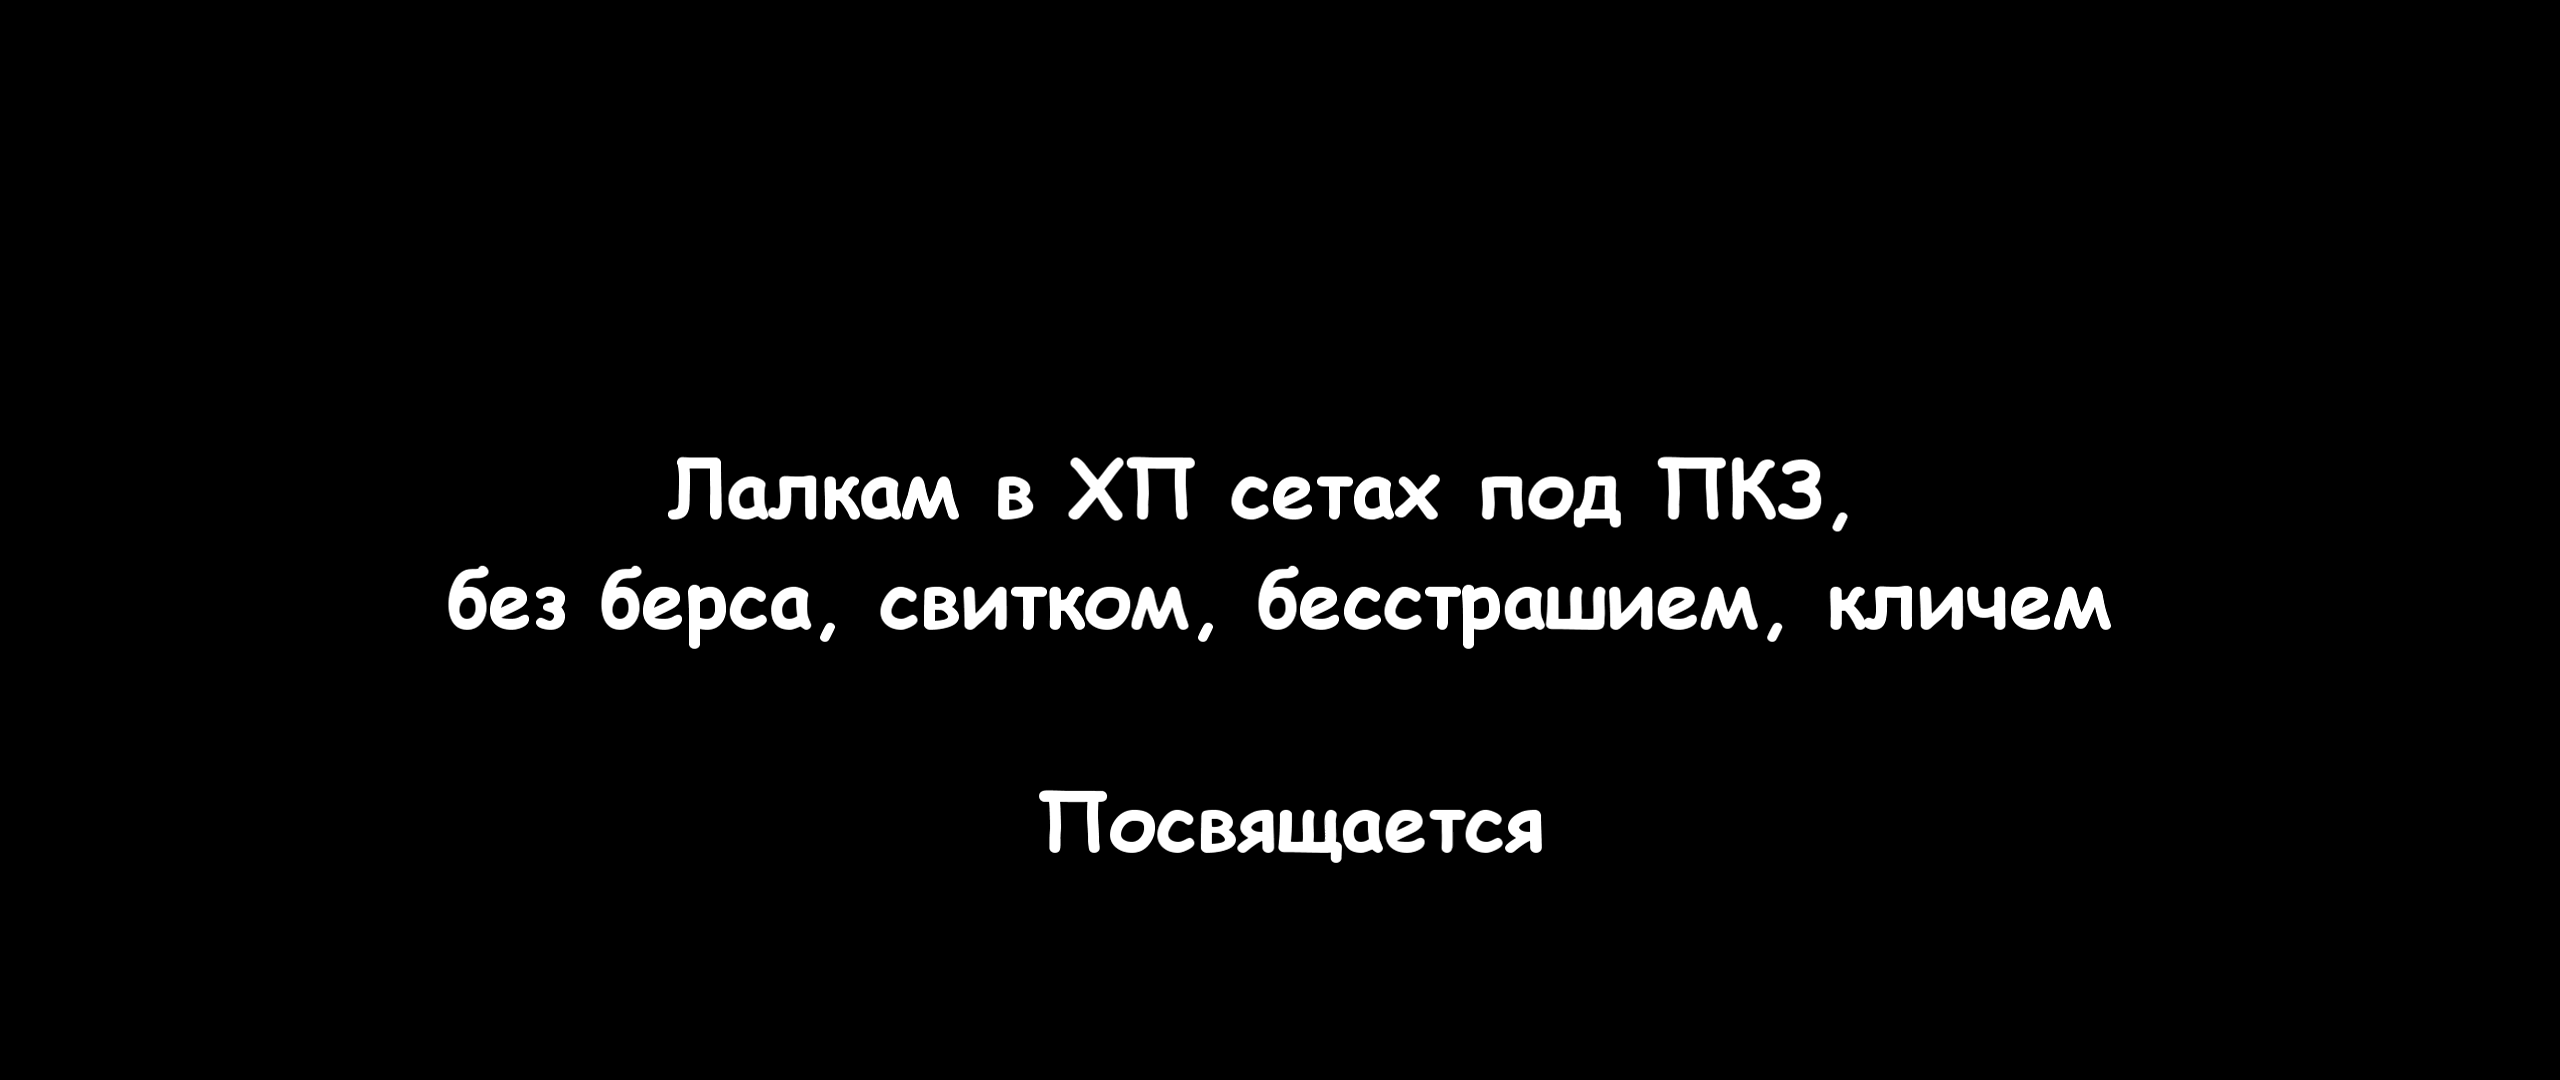 Лалкам в ХП сетах под ПКЗ,
без берса, свитком, бесстрашием, кличем
Посвящается